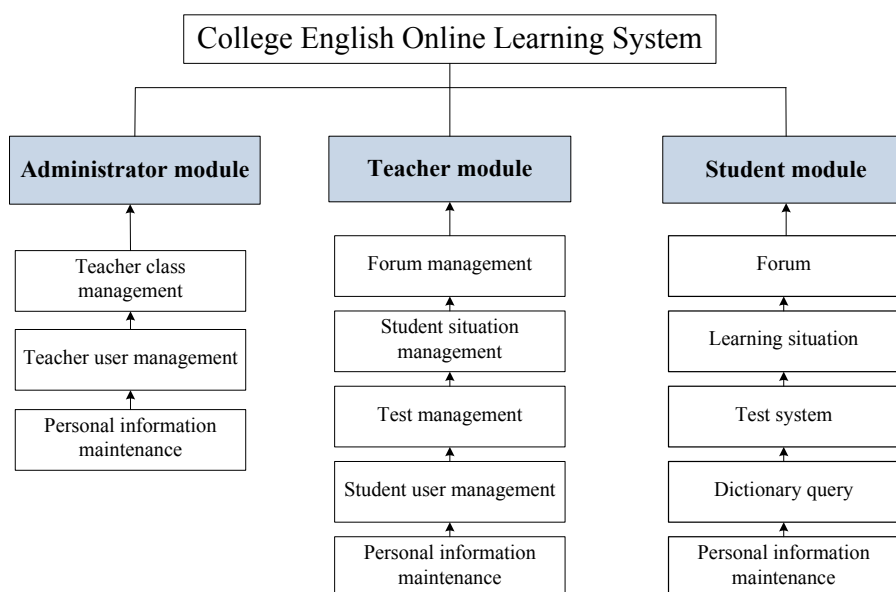 College English Online Learning System
Administrator module
Teacher class
management
Teacher user management
Personal information
maintenance
Teacher module
Forum management
Student situation
management
Test management
Student user management
Personal information
maintenance
Student module
Forum
Learning situation
Test system
Dictionary query
Personal information
maintenance